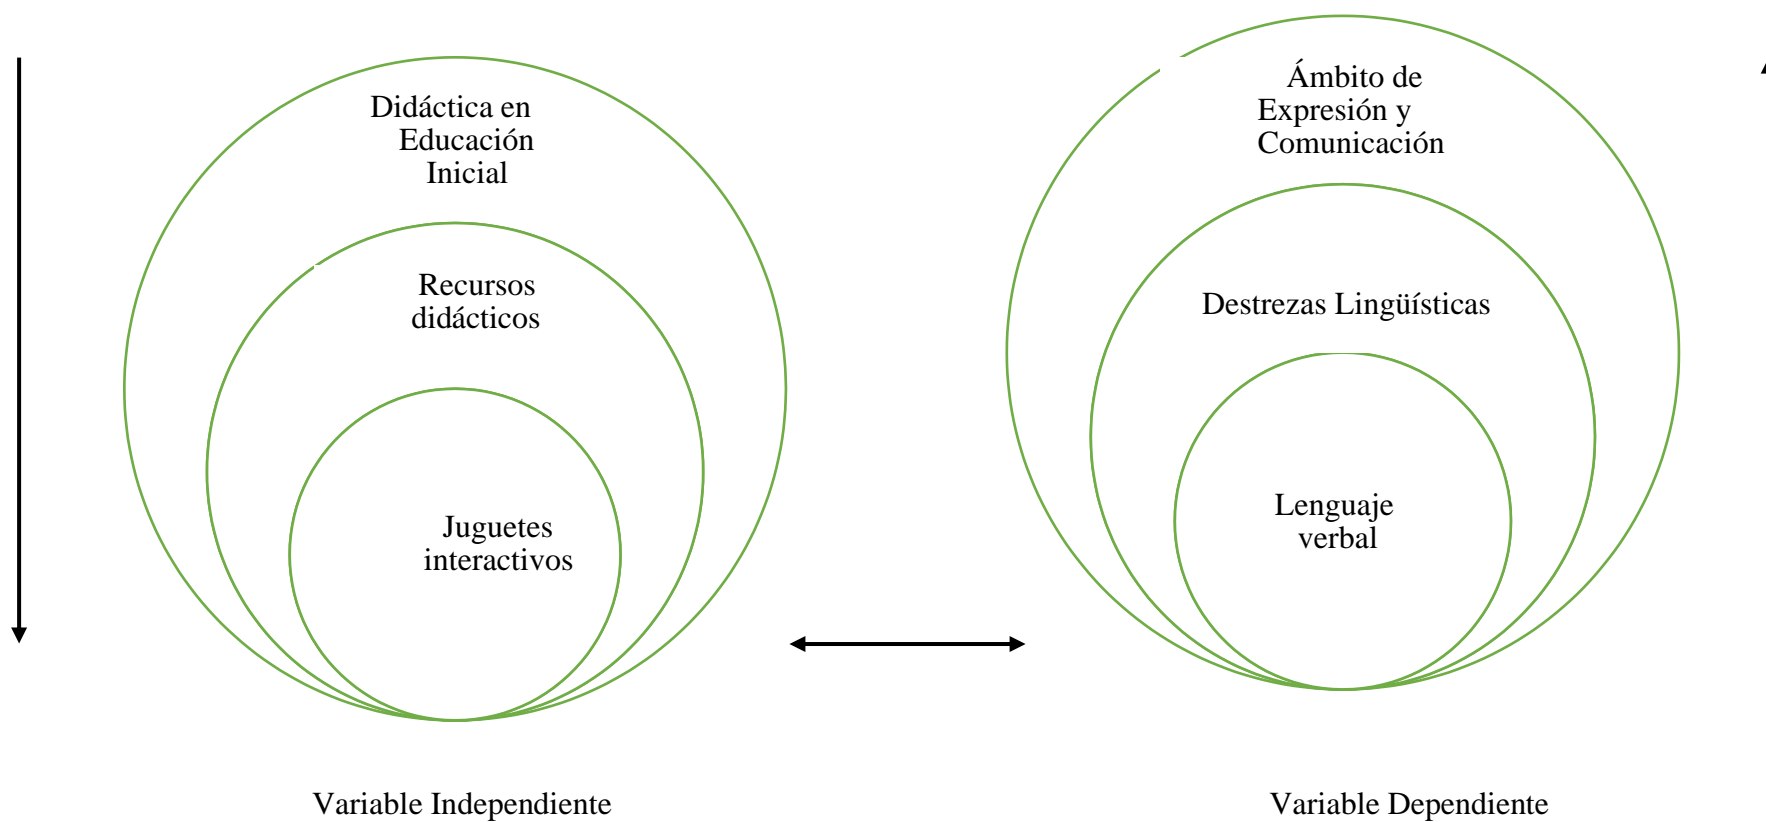 Didáctica en
Educación
Inicial
Recursos
didácticos
Juguetes
interactivos
Variable Independiente
Ámbito de
Expresión y
Comunicación
Destrezas Lingüísticas
Lenguaje
verbal
Variable Dependiente